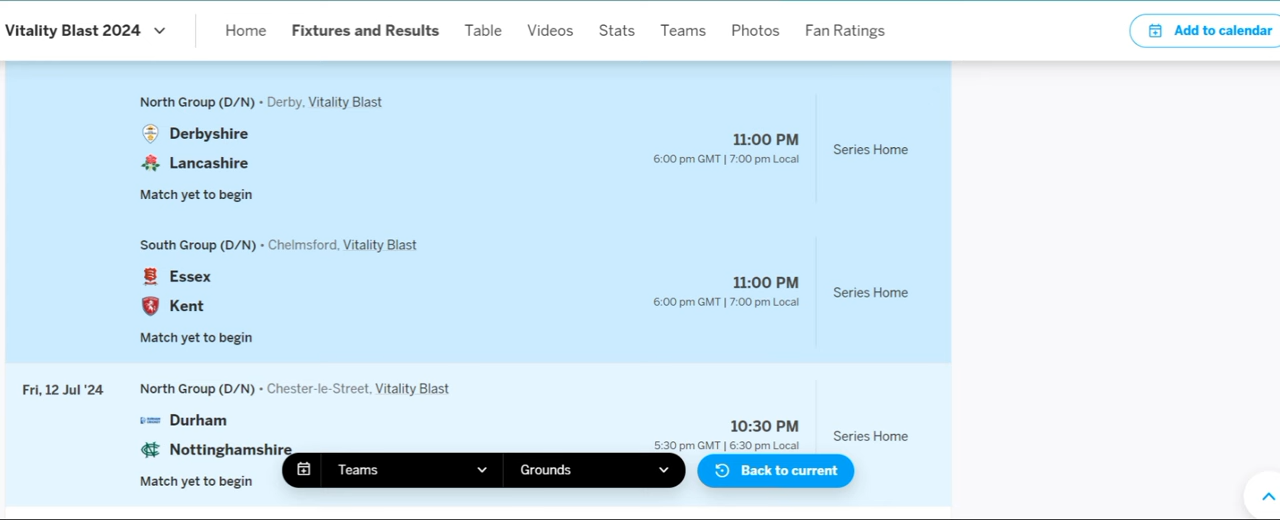 Vitality Blast 2024 Home Fixtures and Results Table Videos Stats Teams Photos Fan Ratings Add to calendar
North Group (D/N) • Derby, Vitality Blast
Derbyshire
11:00 PM
Lancashire
6:00 pm GMT | 7:00 pm Local
Series Home
Match yet to begin
South Group (D/N) • Chelmsford, Vitality Blast
Essex
11:00 PM
Kent
6:00 pm GMT | 7:00 pm Local
Series Home
Match yet to begin
Fri, 12 Jul '24
North Group (D/N) • Chester-le-Street, Vitality Blast
Durham
10:30 PM
Nottinghamshire
5:30 pm GMT | 6:30 pm Local
Series Home
Match yet to begin
Teams Grounds Back to current